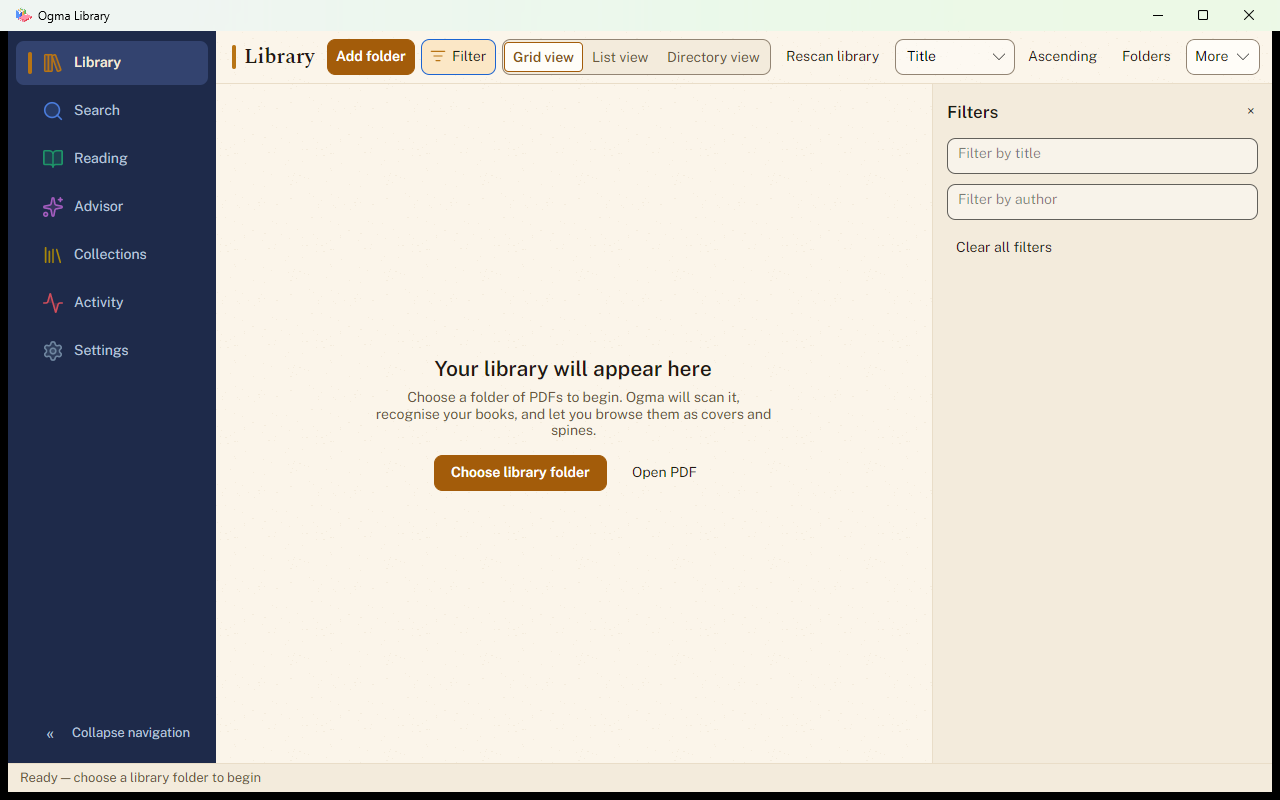 Ogma Library
Library
Search
Reading
Advisor
Collections
Activity
Settings
« Collapse navigation
Library
Add folder
Filter
Grid view
List view
Directory view
Rescan library
Title
Ascending
Folders
More
Your library will appear here
Choose a folder of PDFs to begin. Ogma will scan it,
recognise your books, and let you browse them as covers and
spines.
Choose library folder
Open PDF
Filters
×
Filter by title
Filter by author
Clear all filters
Ready — choose a library folder to begin